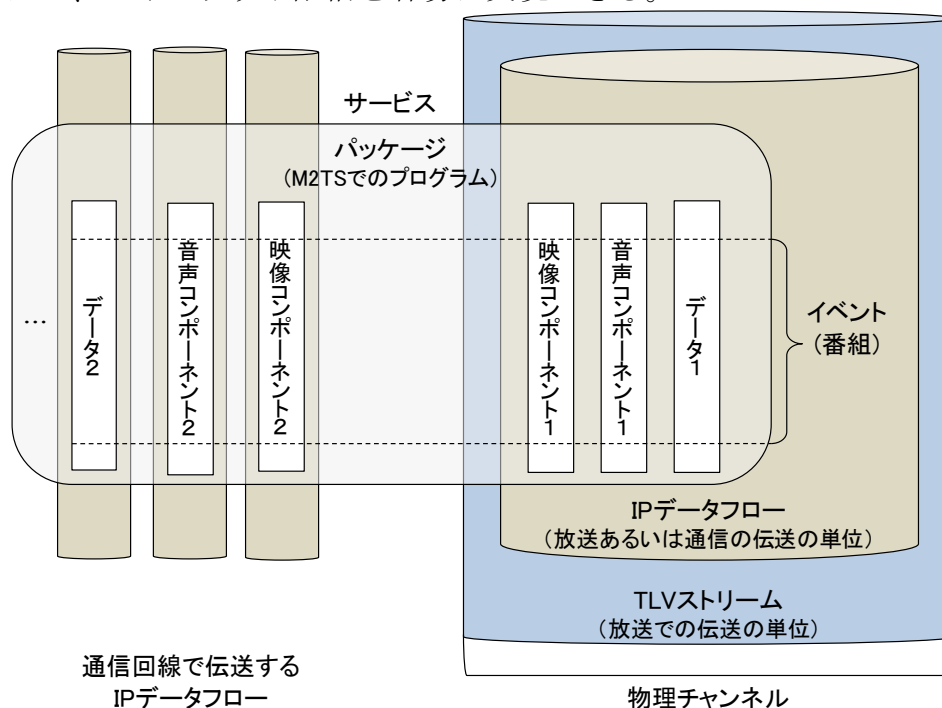 サービス
パッケージ
(M2TSでのプログラム)
…
データ2
音声コンポーネント2
映像コンポーネント2
映像コンポーネント1
音声コンポーネント1
データ1
イベント
(番組)
IPデータフロー
(放送あるいは通信の伝送の単位)
TLVストリーム
(放送での伝送の単位)
通信回線で伝送する
IPデータフロー
物理チャンネル